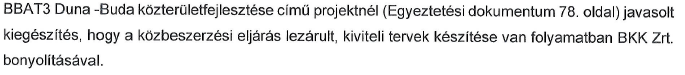 BBAT3 Duna -Buda közterületfejlesztése című projektnél (Egyeztetési dokumentum 78. oldal) javasolt
kiegészítés, hogy a közbeszerzési eljárás lezárult, kiviteli tervek készítése van folyamatban BKK Zrt.
bonyolításával.